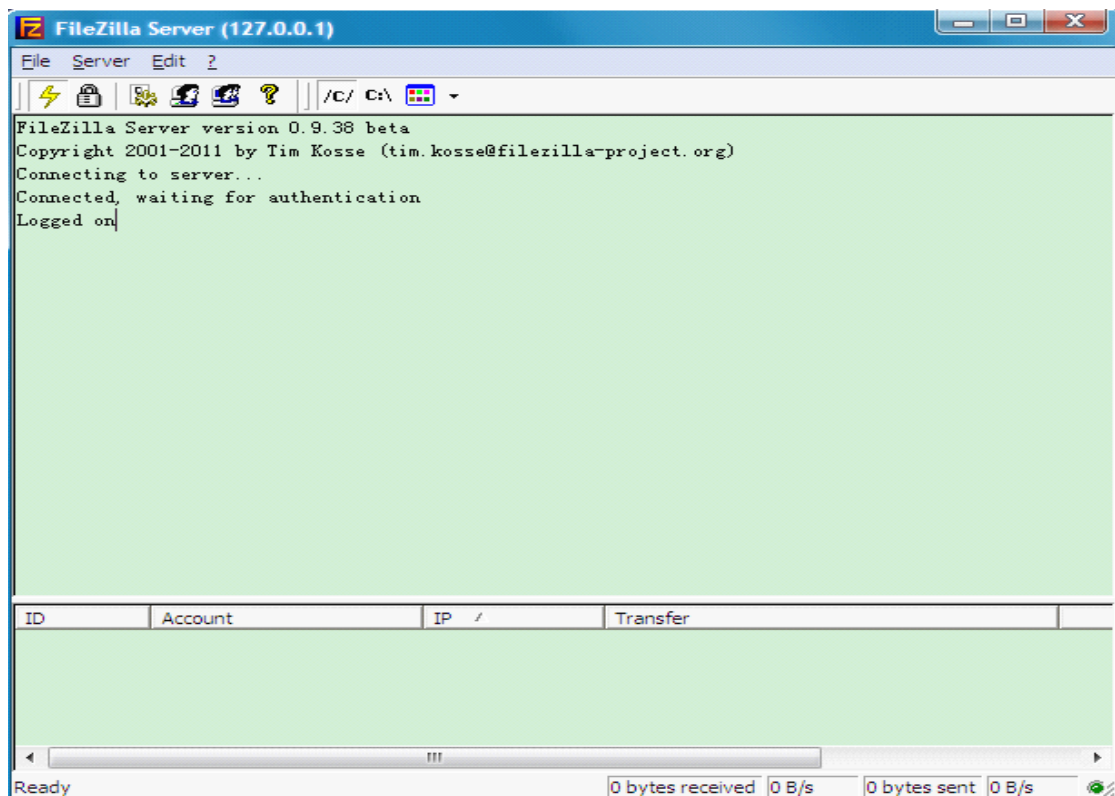 FileZilla Server (127.0.0.1)
File Server Edit ?
/C/ C:\
FileZilla Server version 0.9.38 beta
Copyright 2001-2011 by Tim Kosse (tim.kosse@filezilla-project.org)
Connecting to server...
Connected, waiting for authentication
Logged on
ID Account IP / Transfer
Ready 0 bytes received 0 B/s 0 bytes sent 0 B/s